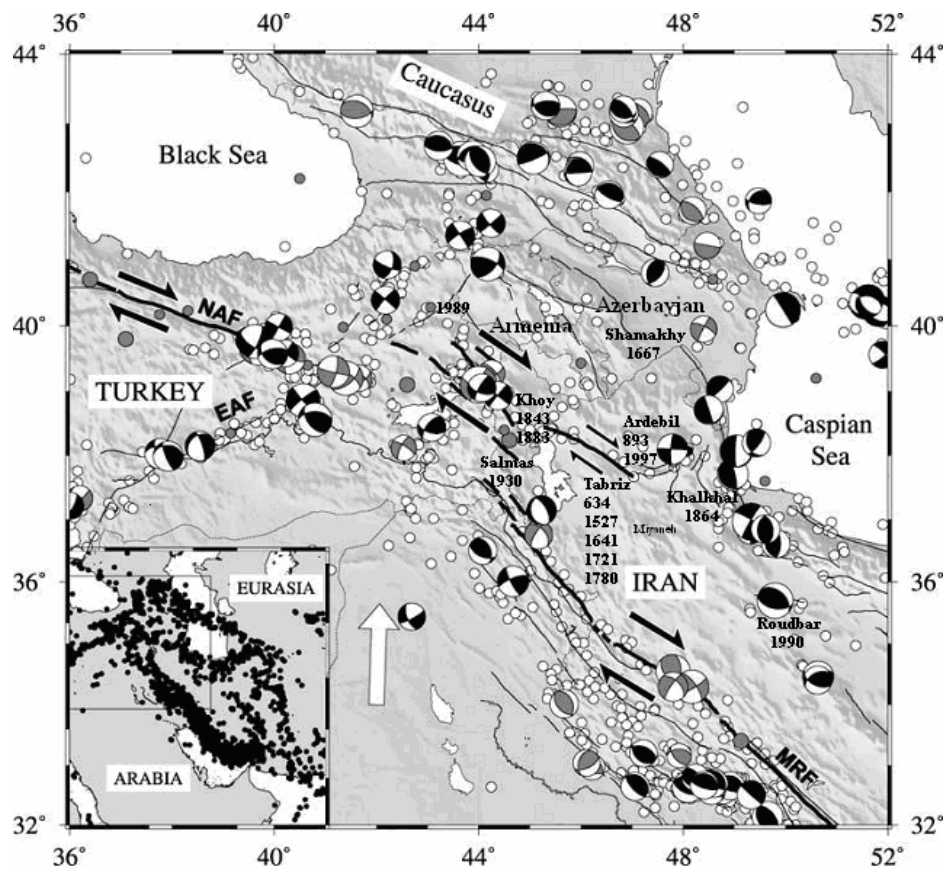 36° 40° 44° 48° 52°
44°
44°
Caucasus
Black Sea
1989
Armenia
Azerbayjan
Shamakhy
1667
40°
40°
NAF
TURKEY
EAF
Khoy
1843
1883
Salmas
1930
Ardebil
893
1997
Tabriz
634
1527
1641
1721
1780
Khalkhal
1864
Miyaneh
Caspian
Sea
36°
36°
IRAN
Roudbar
1990
MRF
EURASIA
ARABIA
32°
32°
36° 40° 44° 48° 52°